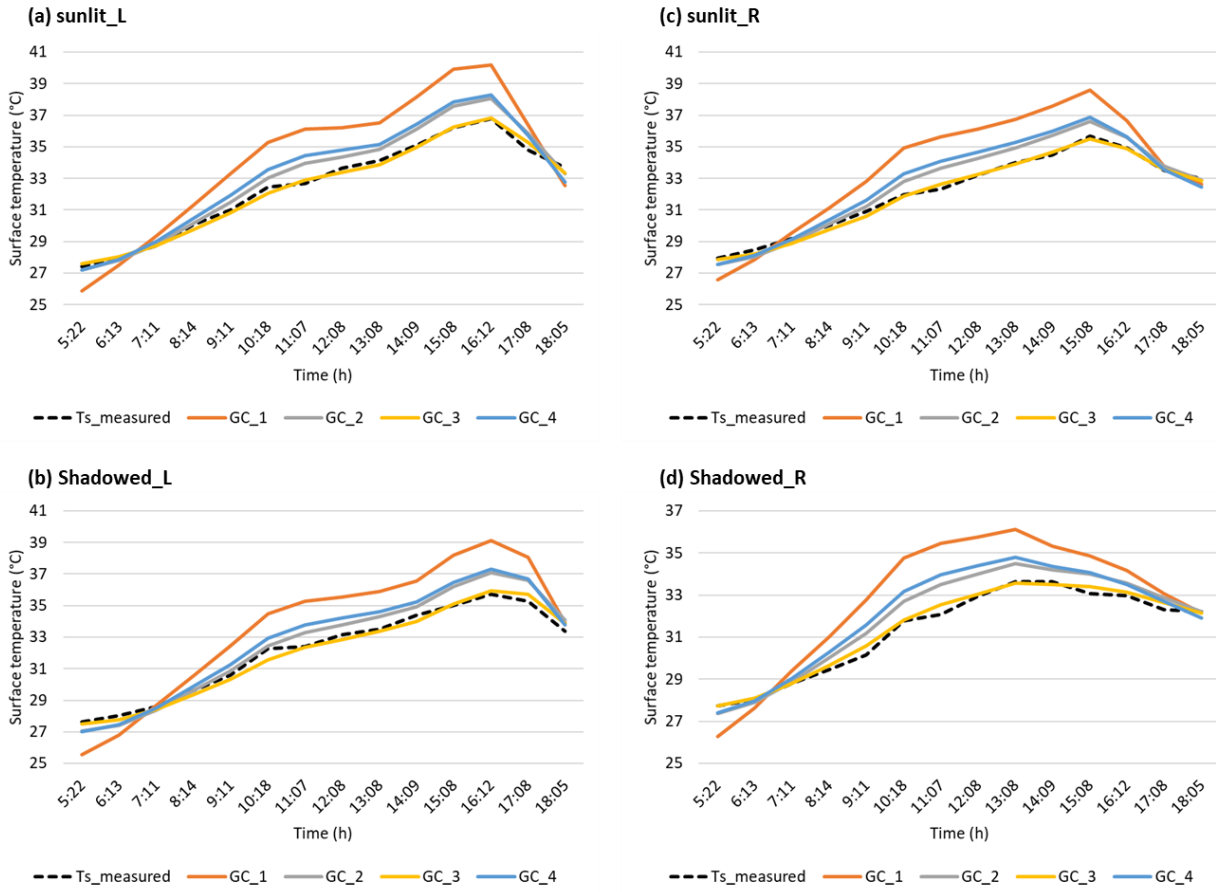 (a) sunlit_L
Surface temperature (°C)
41
39
37
35
33
31
29
27
25
5:22 6:13 7:11 8:14 9:11 10:18 11:07 12:08 13:08 14:09 15:08 16:12 17:08 18:05
Time (h)
Ts_measured GC_1 GC_2 GC_3 GC_4
(c) sunlit_R
Surface temperature (°C)
41
39
37
35
33
31
29
27
25
5:22 6:13 7:11 8:14 9:11 10:18 11:07 12:08 13:08 14:09 15:08 16:12 17:08 18:05
Time (h)
Ts_measured GC_1 GC_2 GC_3 GC_4
(b) Shadowed_L
Surface temperature (°C)
41
39
37
35
33
31
29
27
25
5:22 6:13 7:11 8:14 9:11 10:18 11:07 12:08 13:08 14:09 15:08 16:12 17:08 18:05
Time (h)
Ts_measured GC_1 GC_2 GC_3 GC_4
(d) Shadowed_R
Surface temperature (°C)
37
35
33
31
29
27
25
5:22 6:13 7:11 8:14 9:11 10:18 11:07 12:08 13:08 14:09 15:08 16:12 17:08 18:05
Time (h)
Ts_measured GC_1 GC_2 GC_3 GC_4